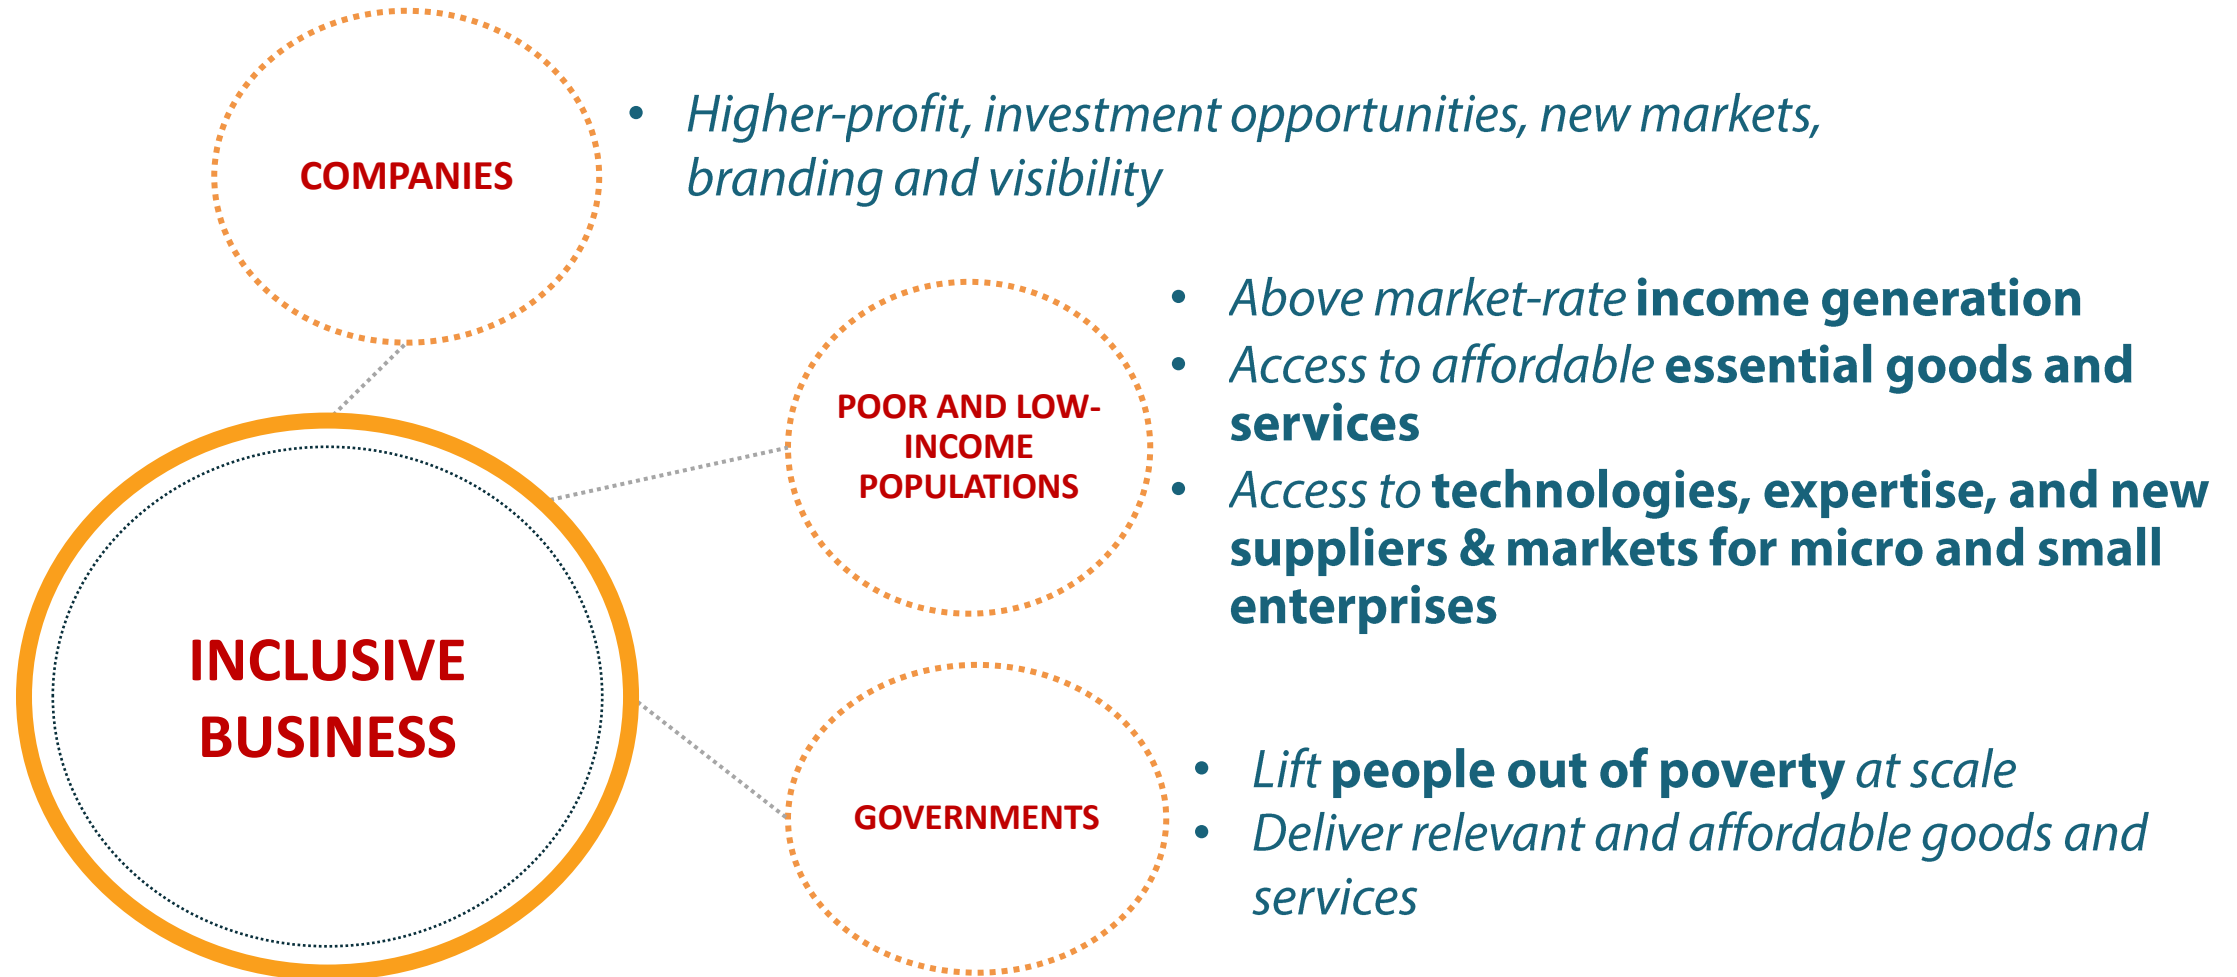 COMPANIES
• Higher-profit, investment opportunities, new markets,
branding and visibility
POOR AND LOW-
INCOME
POPULATIONS
• Above market-rate income generation
• Access to affordable essential goods and
services
• Access to technologies, expertise, and new
suppliers & markets for micro and small
enterprises
INCLUSIVE
BUSINESS
GOVERNMENTS
• Lift people out of poverty at scale
• Deliver relevant and affordable goods and
services